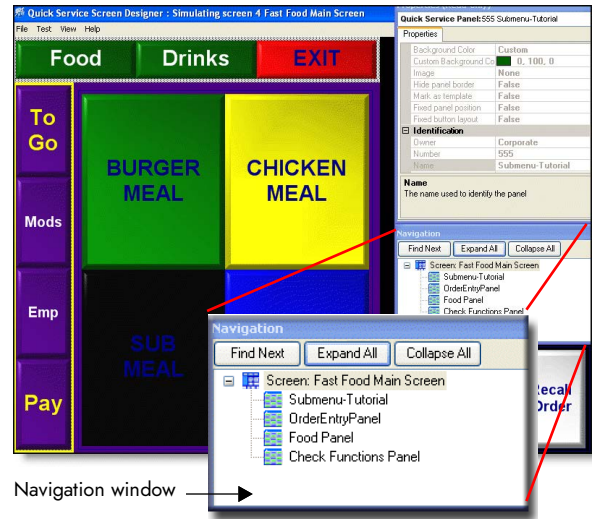 Quick Service Screen Designer : Simulating screen 4 Fast Food Main Screen
File Test View Help
Food
Drinks
EXIT
To
Go
Mods
Emp
Pay
BURGER
MEAL
CHICKEN
MEAL
SUB
MEAL
Recall
Order
Quick Service Panel:555 Submenu-Tutorial
Properties
Background Color Custom
Custom Background Co 0, 100, 0
Image None
Hide panel border False
Mark as template False
Fixed panel position False
Fixed button layout False
Identification
Owner Corporate
Number 555
Name Submenu-Tutorial
Name
The name used to identify the panel
Navigation
Find Next Expand All Collapse All
Screen: Fast Food Main Screen
Submenu-Tutorial
OrderEntryPanel
Food Panel
Check Functions Panel
Navigation
Find Next Expand All Collapse All
Screen: Fast Food Main Screen
Submenu-Tutorial
OrderEntryPanel
Food Panel
Check Functions Panel
Navigation window